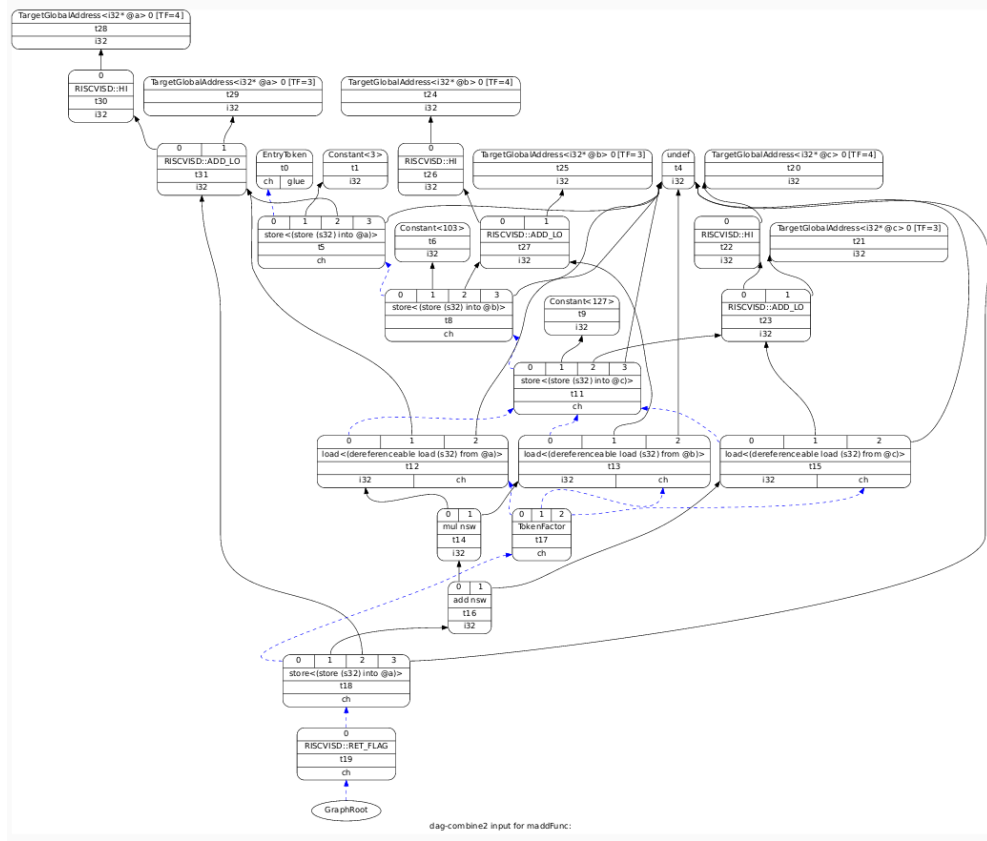 TargetGlobalAddress<i32* @a> 0 [TF=4]
t28
i32
0
RISCVISD::HI
t30
i32
TargetGlobalAddress<i32* @a> 0 [TF=3]
t29
i32
TargetGlobalAddress<i32* @b> 0 [TF=4]
t24
i32
0 1
RISCVISD::ADD_LO
t31
i32
EntryToken
t0
ch glue
Constant<3>
t1
i32
0
RISCVISD::HI
t26
i32
TargetGlobalAddress<i32* @b> 0 [TF=3]
t25
i32
undef
t4
i32
TargetGlobalAddress<i32* @c> 0 [TF=4]
t20
i32
0 1 2 3
store<(store (s32) into @a)>
t5
ch
Constant<103>
t6
i32
0 1
RISCVISD::ADD_LO
t27
i32
0
RISCVISD::HI
t22
i32
TargetGlobalAddress<i32* @c> 0 [TF=3]
t21
i32
0 1 2 3
store<(store (s32) into @b)>
t8
ch
Constant<127>
t9
i32
0 1
RISCVISD::ADD_LO
t23
i32
0 1 2 3
store<(store (s32) into @c)>
t11
ch
0 1 2
load<(dereferenceable load (s32) from @a)>
t12
i32 ch
0 1 2
load<(dereferenceable load (s32) from @b)>
t13
i32 ch
0 1 2
load<(dereferenceable load (s32) from @c)>
t15
i32 ch
0 1
mul nsw
t14
i32
0 1 2
TokenFactor
t17
ch
0 1
add nsw
t16
i32
0 1 2 3
store<(store (s32) into @a)>
t18
ch
0
RISCVISD::RET_FLAG
t19
ch
GraphRoot
dag-combine2 input for maddFunc: